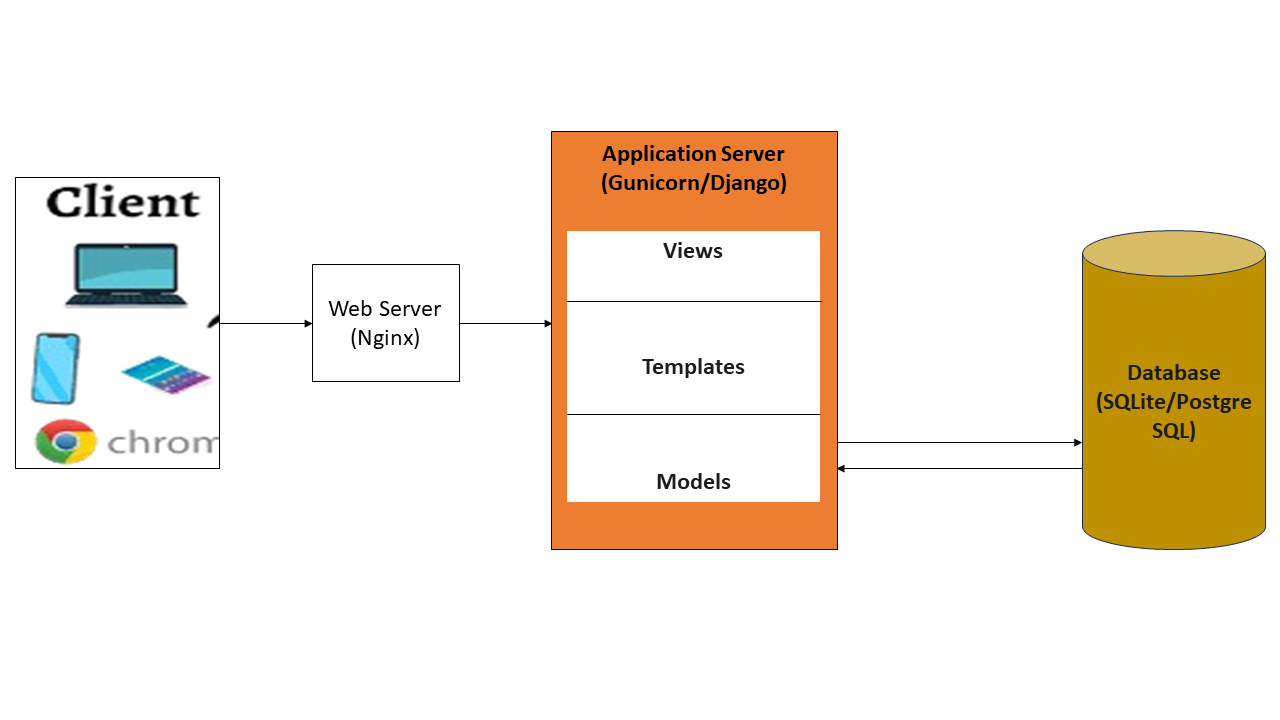 Client
chrom
Web Server
(Nginx)
Application Server
(Gunicorn/Django)
Views
Templates
Models
Database
(SQLite/Postgre
SQL)